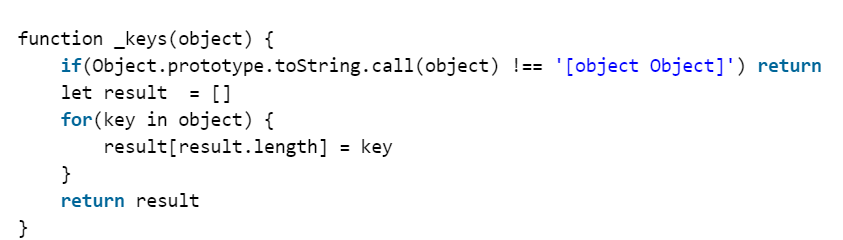 function _keys(object) {
    if(Object.prototype.toString.call(object) !== '[object Object]') return
    let result  = []
    for(key in object) {
        result[result.length] = key
    }
    return result
}